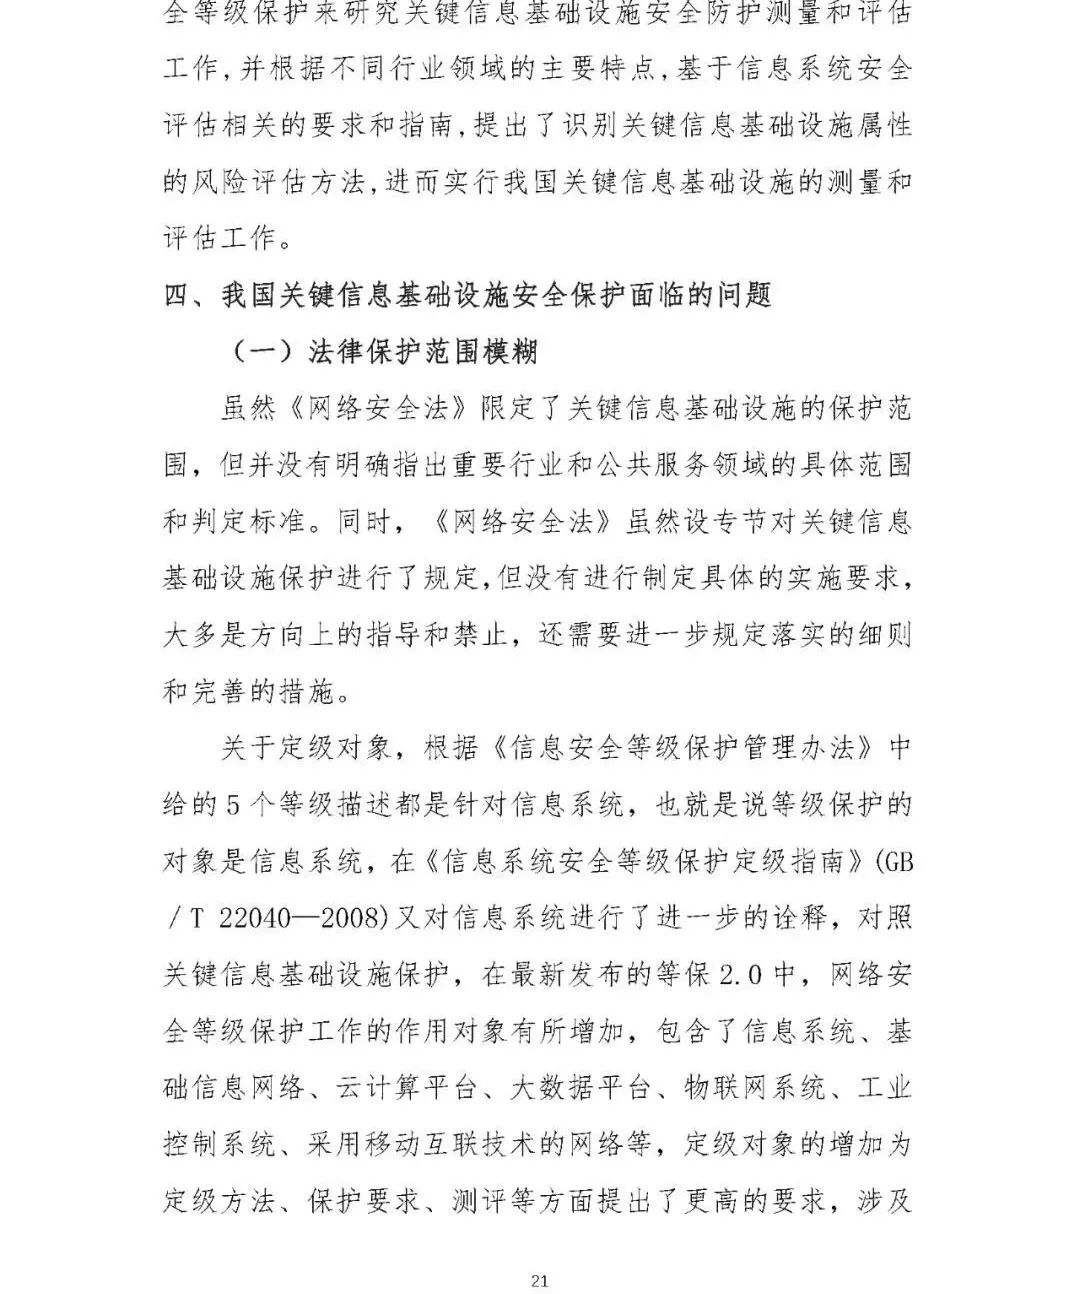 全等级保护来研究关键信息基础设施安全防护测量和评估
工作,并根据不同行业领域的主要特点,基于信息系统安全
评估相关的要求和指南,提出了识别关键信息基础设施属性
的风险评估方法,进而实行我国关键信息基础设施的测量和
评估工作。
四、我国关键信息基础设施安全保护面临的问题
（一）法律保护范围模糊
虽然《网络安全法》限定了关键信息基础设施的保护范
围，但并没有明确指出重要行业和公共服务领域的具体范围
和判定标准。同时，《网络安全法》虽然设专节对关键信息
基础设施保护进行了规定,但没有进行制定具体的实施要求，
大多是方向上的指导和禁止，还需要进一步规定落实的细则
和完善的措施。
关于定级对象，根据《信息安全等级保护管理办法》中
给的5个等级描述都是针对信息系统，也就是说等级保护的
对象是信息系统，在《信息系统安全等级保护定级指南》(GB
／T 22040—2008)又对信息系统进行了进一步的诠释，对照
关键信息基础设施保护，在最新发布的等保2.0中，网络安
全等级保护工作的作用对象有所增加，包含了信息系统、基
础信息网络、云计算平台、大数据平台、物联网系统、工业
控制系统、采用移动互联技术的网络等，定级对象的增加为
定级方法、保护要求、测评等方面提出了更高的要求，涉及
21